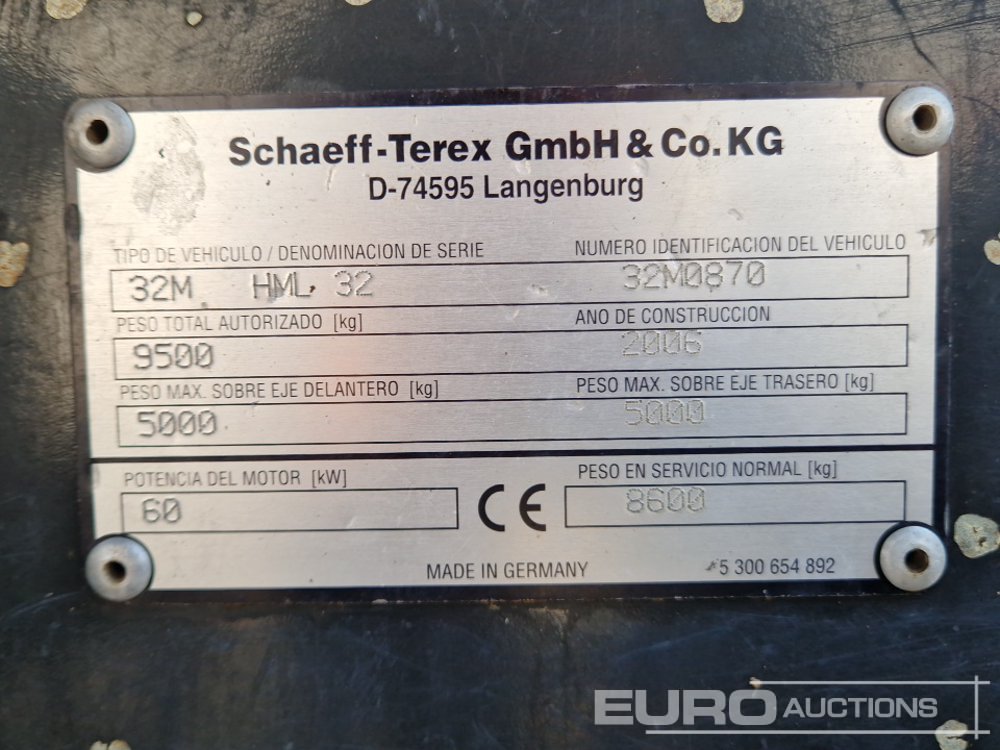 Schaeff-Terex GmbH & Co. KG
D-74595 Langenburg
TIPO DE VEHICULO / DENOMINACION DE SERIE NUMERO IDENTIFICACION DEL VEHICULO
32M HML 32 32M0870
PESO TOTAL AUTORIZADO [kg] ANO DE CONSTRUCCION
9500 2006
PESO MAX. SOBRE EJE DELANTERO [kg] PESO MAX. SOBRE EJE TRASERO [kg]
5000 5000
POTENCIA DEL MOTOR [kW] PESO EN SERVICIO NORMAL [kg]
60 CE 8600
MADE IN GERMANY 5 300 654 892
EURO AUCTIONS